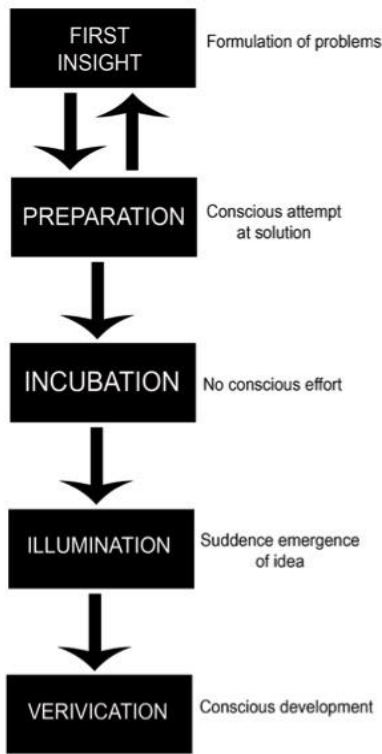 FIRST
INSIGHT
Formulation of problems
PREPARATION
Conscious attempt
at solution
INCUBATION
No conscious effort
ILLUMINATION
Suddence emergence
of idea
VERIVICATION
Conscious development